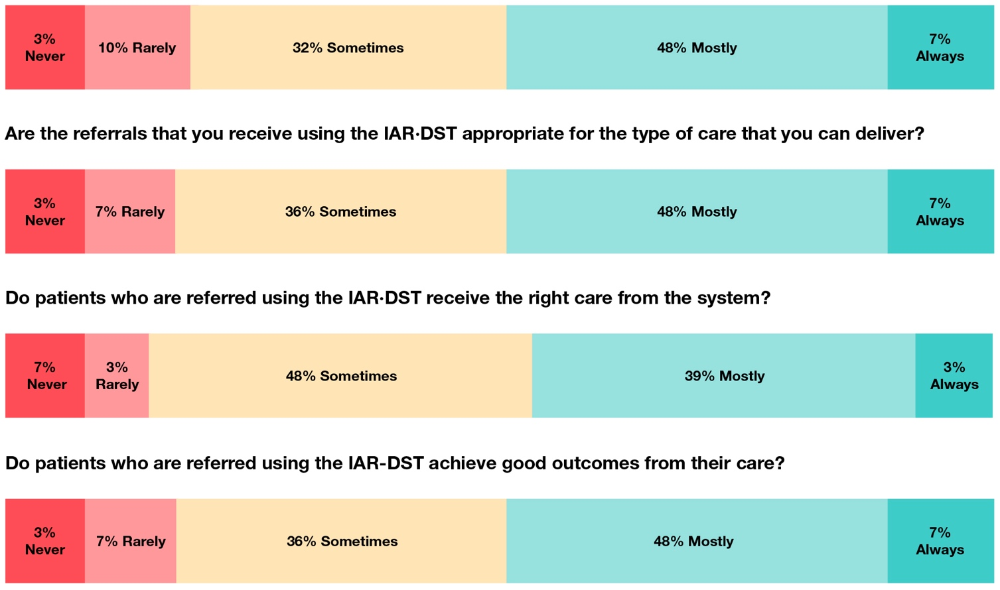 3%
Never
10% Rarely
32% Sometimes
48% Mostly
7%
Always
Are the referrals that you receive using the IAR·DST appropriate for the type of care that you can deliver?
3%
Never
7% Rarely
36% Sometimes
48% Mostly
7%
Always
Do patients who are referred using the IAR·DST receive the right care from the system?
7%
Never
3%
Rarely
48% Sometimes
39% Mostly
3%
Always
Do patients who are referred using the IAR-DST achieve good outcomes from their care?
3%
Never
7% Rarely
36% Sometimes
48% Mostly
7%
Always